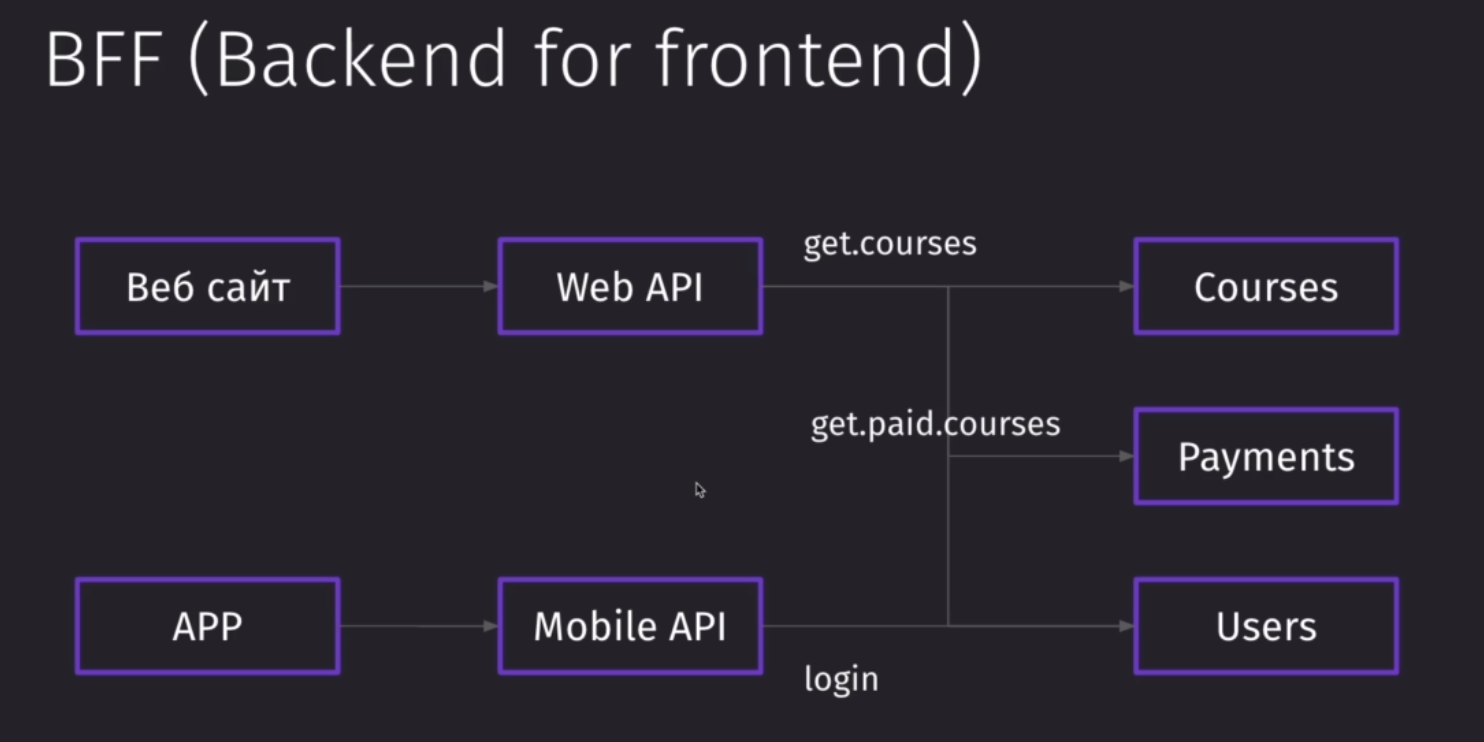 BFF (Backend for frontend)
get.courses
Веб сайт
Web API
Courses
get.paid.courses
Payments
APP
Mobile API
Users
login